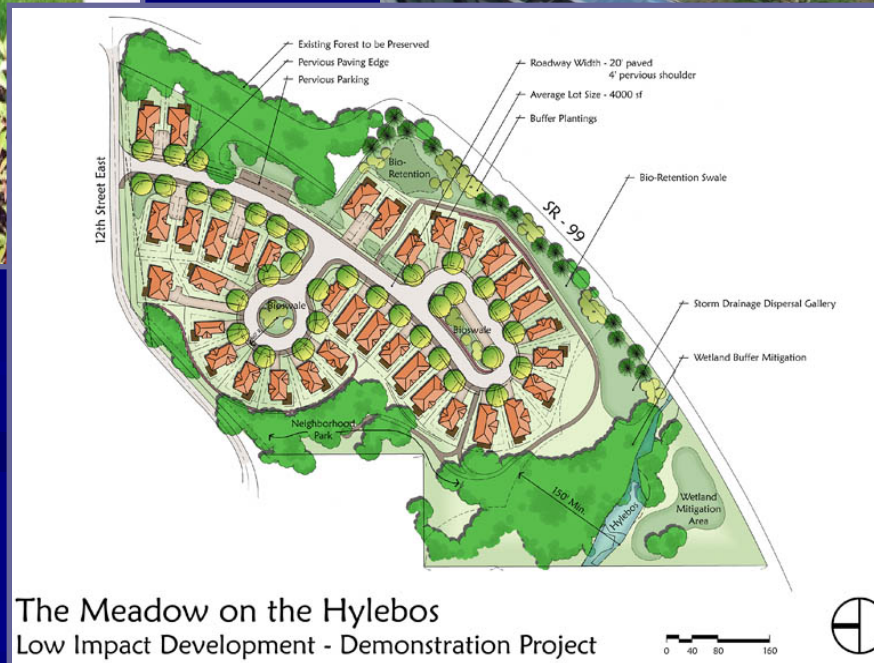 Existing Forest to be Preserved
Pervious Paving Edge
Pervious Parking
Roadway Width - 20' paved
4' pervious shoulder
Average Lot Size - 4000 sf
Buffer Plantings
Bio-
Retention
Bio-Retention Swale
12th Street East
SR - 99
Bioswale
Bioswale
Storm Drainage Dispersal Gallery
Wetland Buffer Mitigation
Neighborhood
Park
150' Min.
Hylebos
Wetland
Mitigation
Area
The Meadow on the Hylebos
Low Impact Development - Demonstration Project
0 40 80 160